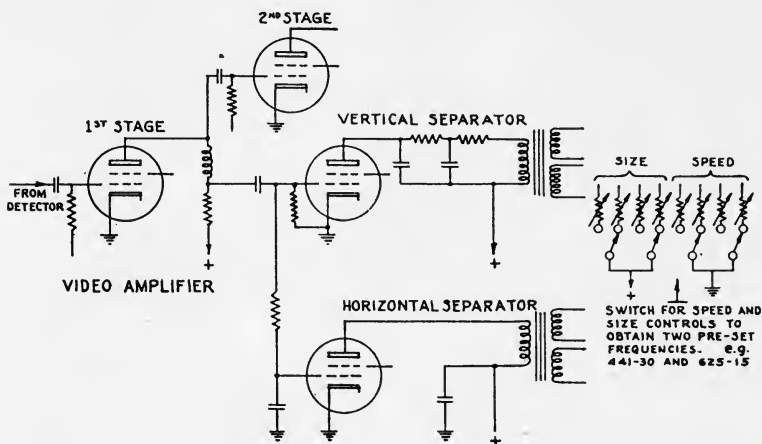 2ND STAGE
1ST STAGE
VERTICAL SEPARATOR
SIZE SPEED
FROM
DETECTOR
+
+
+
VIDEO AMPLIFIER
HORIZONTAL SEPARATOR
SWITCH FOR SPEED AND
SIZE CONTROLS TO
OBTAIN TWO PRE-SET
FREQUENCIES. e.g.
441-30 AND 625-15
+